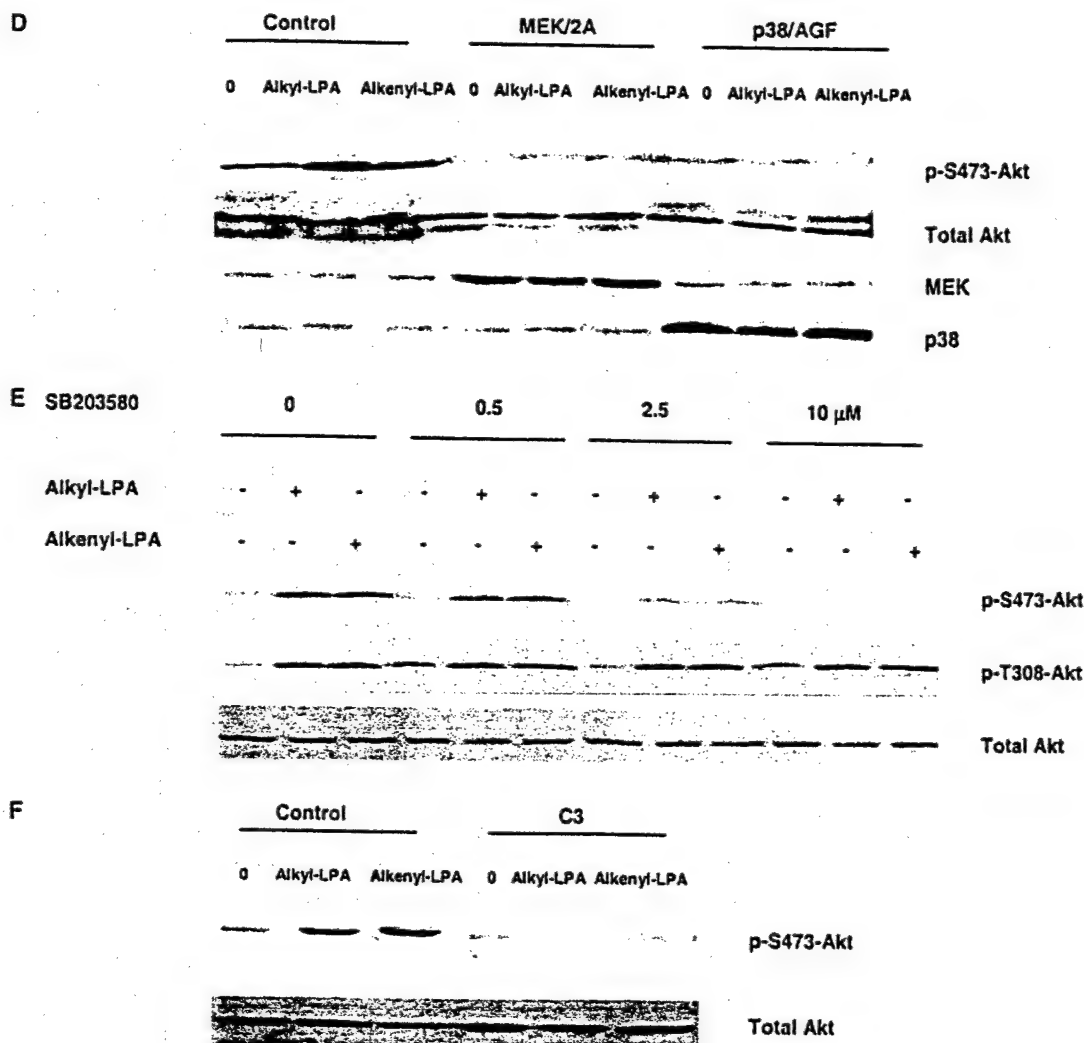 D Control MEK/2A p38/AGF
0 Alkyl-LPA Alkenyl-LPA 0 Alkyl-LPA Alkenyl-LPA 0 Alkyl-LPA Alkenyl-LPA
p-S473-Akt
Total Akt
MEK
p38
E SB203580 0 0.5 2.5 10 μM
Alkyl-LPA - + - - + - - + - - + -
Alkenyl-LPA - - + - - + - - + - - +
p-S473-Akt
p-T308-Akt
Total Akt
F Control C3
0 Alkyl-LPA Alkenyl-LPA 0 Alkyl-LPA Alkenyl-LPA
p-S473-Akt
Total Akt